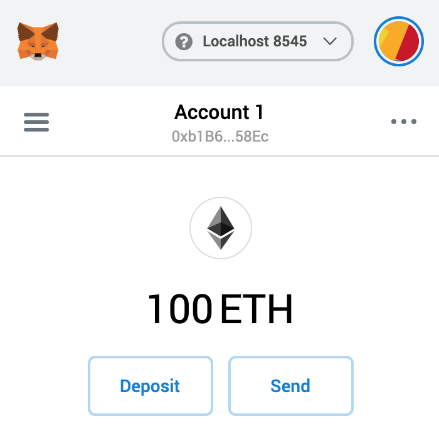 Localhost 8545
Account 1
0xb1B6...58Ec
100 ETH
Deposit
Send